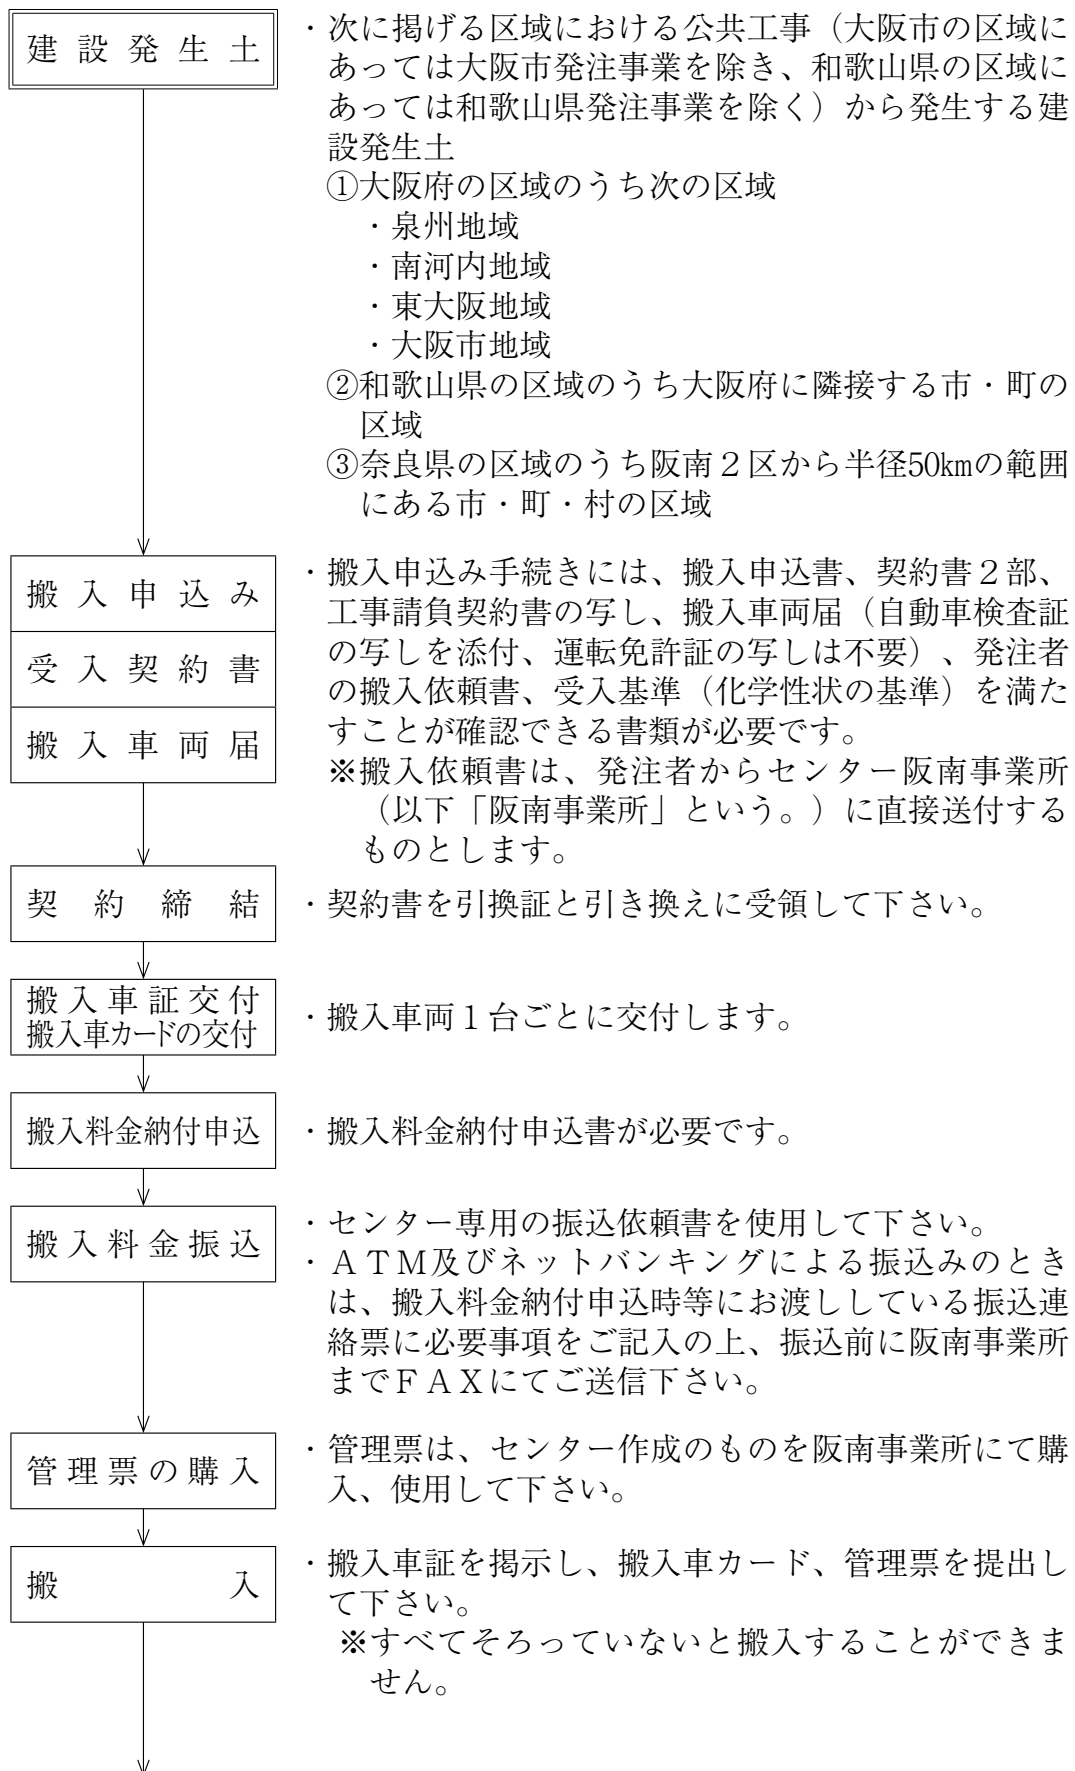 建設発生土
・次に掲げる区域における公共工事（大阪市の区域に
あっては大阪市発注事業を除き、和歌山県の区域に
あっては和歌山県発注事業を除く）から発生する建
設発生土
①大阪府の区域のうち次の区域
・泉州地域
・南河内地域
・東大阪地域
・大阪市地域
②和歌山県の区域のうち大阪府に隣接する市・町の
区域
③奈良県の区域のうち阪南２区から半径50㎞の範囲
にある市・町・村の区域
搬入申込み
受入契約書
搬入車両届
・搬入申込み手続きには、搬入申込書、契約書２部、
工事請負契約書の写し、搬入車両届（自動車検査証
の写しを添付、運転免許証の写しは不要）、発注者
の搬入依頼書、受入基準（化学性状の基準）を満た
すことが確認できる書類が必要です。
※搬入依頼書は、発注者からセンター阪南事業所
（以下「阪南事業所」という。）に直接送付する
ものとします。
契約締結
・契約書を引換証と引き換えに受領して下さい。
搬入車証交付
搬入車カードの交付
・搬入車両１台ごとに交付します。
搬入料金納付申込
・搬入料金納付申込書が必要です。
搬入料金振込
・センター専用の振込依頼書を使用して下さい。
・ＡＴＭ及びネットバンキングによる振込みのとき
は、搬入料金納付申込時等にお渡ししている振込連
絡票に必要事項をご記入の上、振込前に阪南事業所
までＦＡＸにてご送信下さい。
管理票の購入
・管理票は、センター作成のものを阪南事業所にて購
入、使用して下さい。
搬入
・搬入車証を掲示し、搬入車カード、管理票を提出し
て下さい。
※すべてそろっていないと搬入することができま
せん。